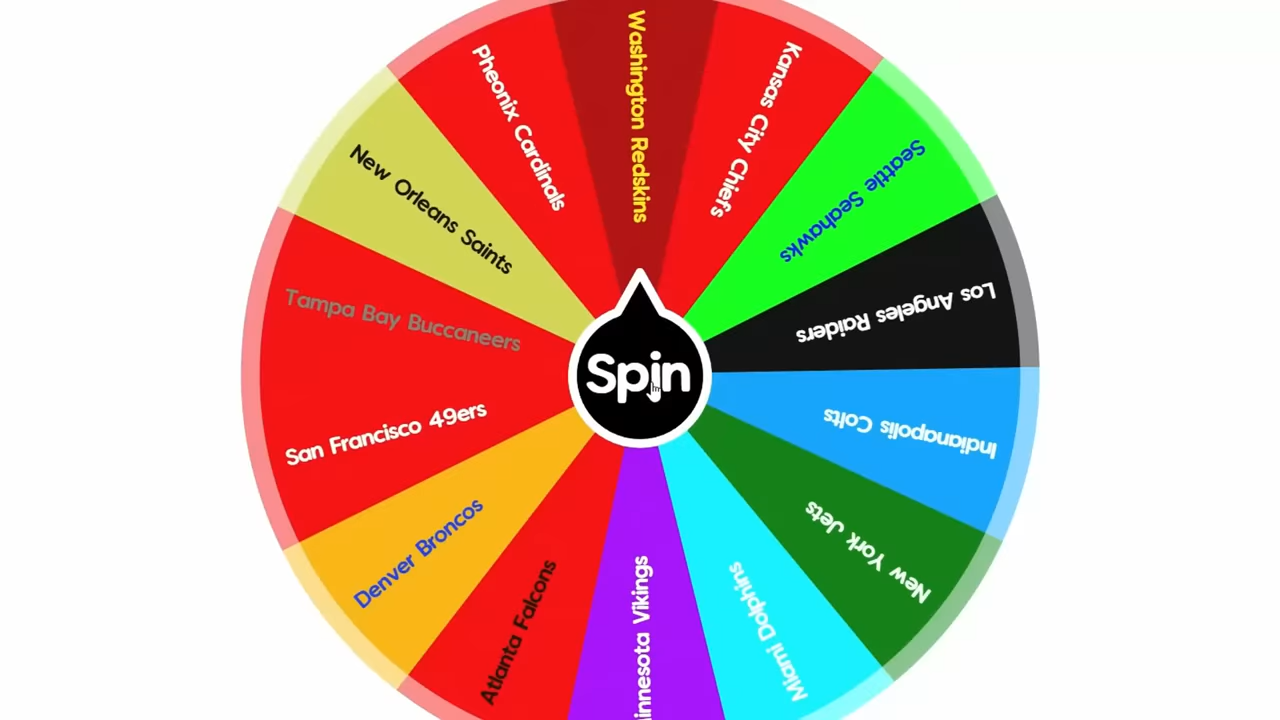 Washington Redskins
Kansas City Chiefs
Seattle Seahawks
Los Angeles Raiders
Indianapolis Colts
New York Jets
Miami Dolphins
innesota Vikings
Atlanta Falcons
Denver Broncos
San Francisco 49ers
Tampa Bay Buccaneers
New Orleans Saints
Pheonix Cardinals
Spin